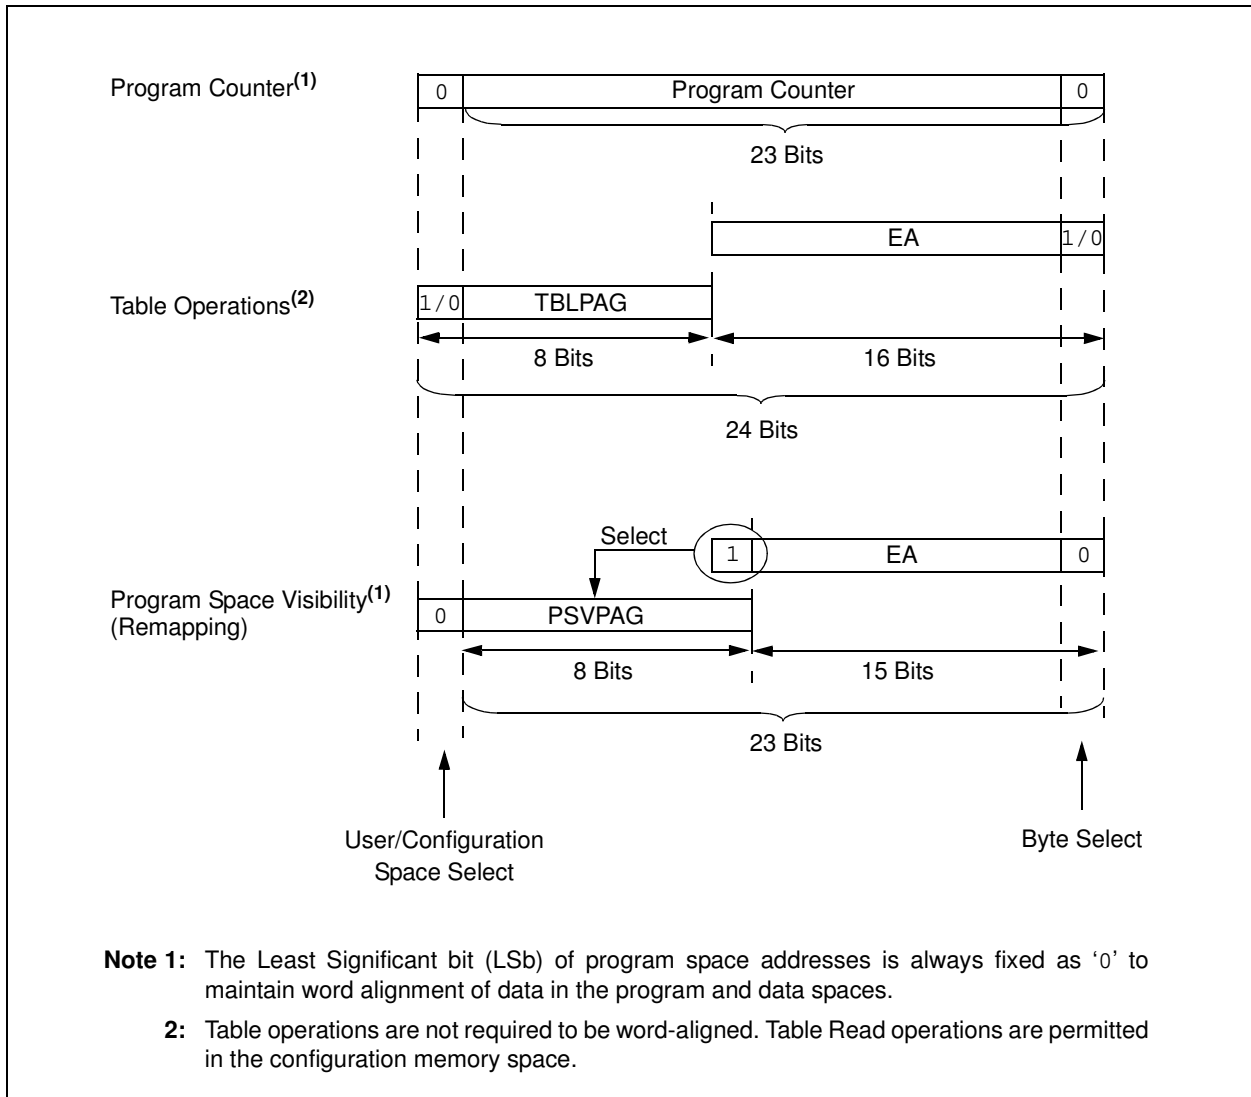 Program Counter(1)
0 Program Counter 0
23 Bits
EA 1/0
Table Operations(2)
1/0 TBLPAG
8 Bits 16 Bits
24 Bits
Select
1 EA 0
Program Space Visibility(1)
(Remapping)
0 PSVPAG
8 Bits 15 Bits
23 Bits
User/Configuration
Space Select
Byte Select
Note 1: The Least Significant bit (LSb) of program space addresses is always fixed as ‘0’ to
maintain word alignment of data in the program and data spaces.
2: Table operations are not required to be word-aligned. Table Read operations are permitted
in the configuration memory space.